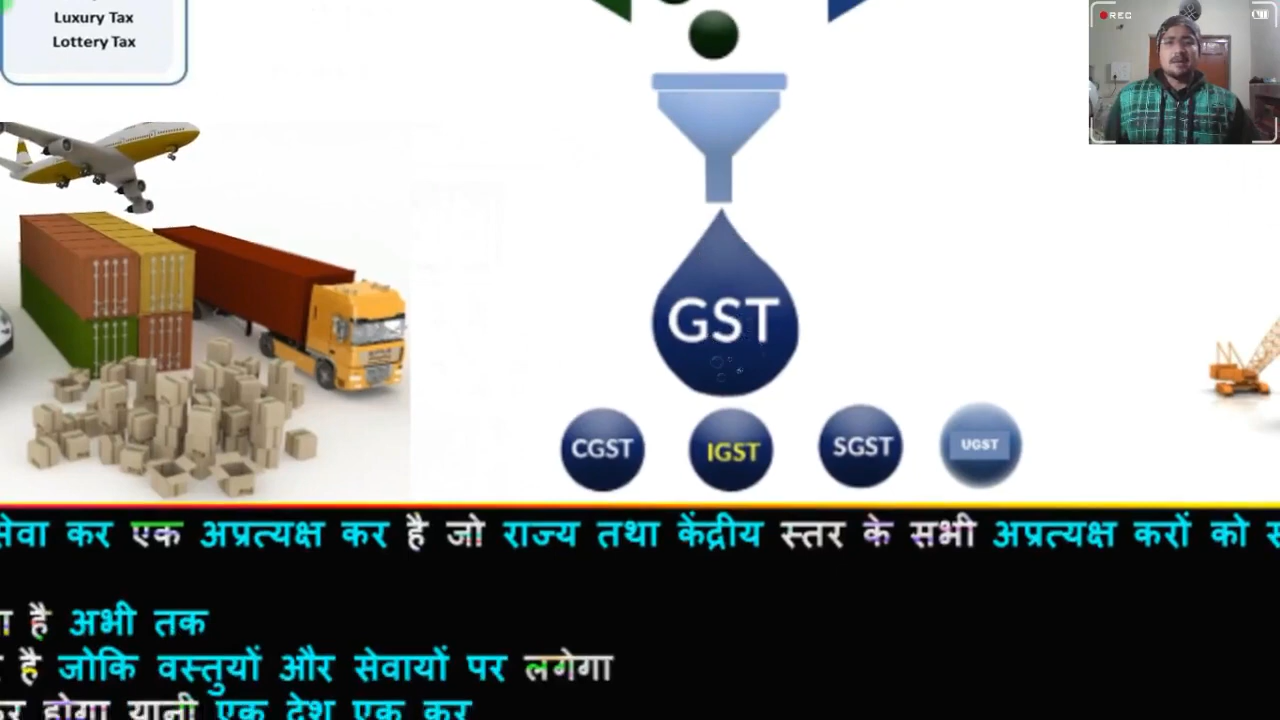 Luxury Tax
Lottery Tax
REC
GST
CGST IGST SGST UGST
सेवा कर एक अप्रत्यक्ष कर है जो राज्य तथा केंद्रीय स्तर के सभी अप्रत्यक्ष करों को
है अभी तक
है जोकि वस्तुयों और सेवायों पर लगेगा
होगा यानी एक देश एक कर